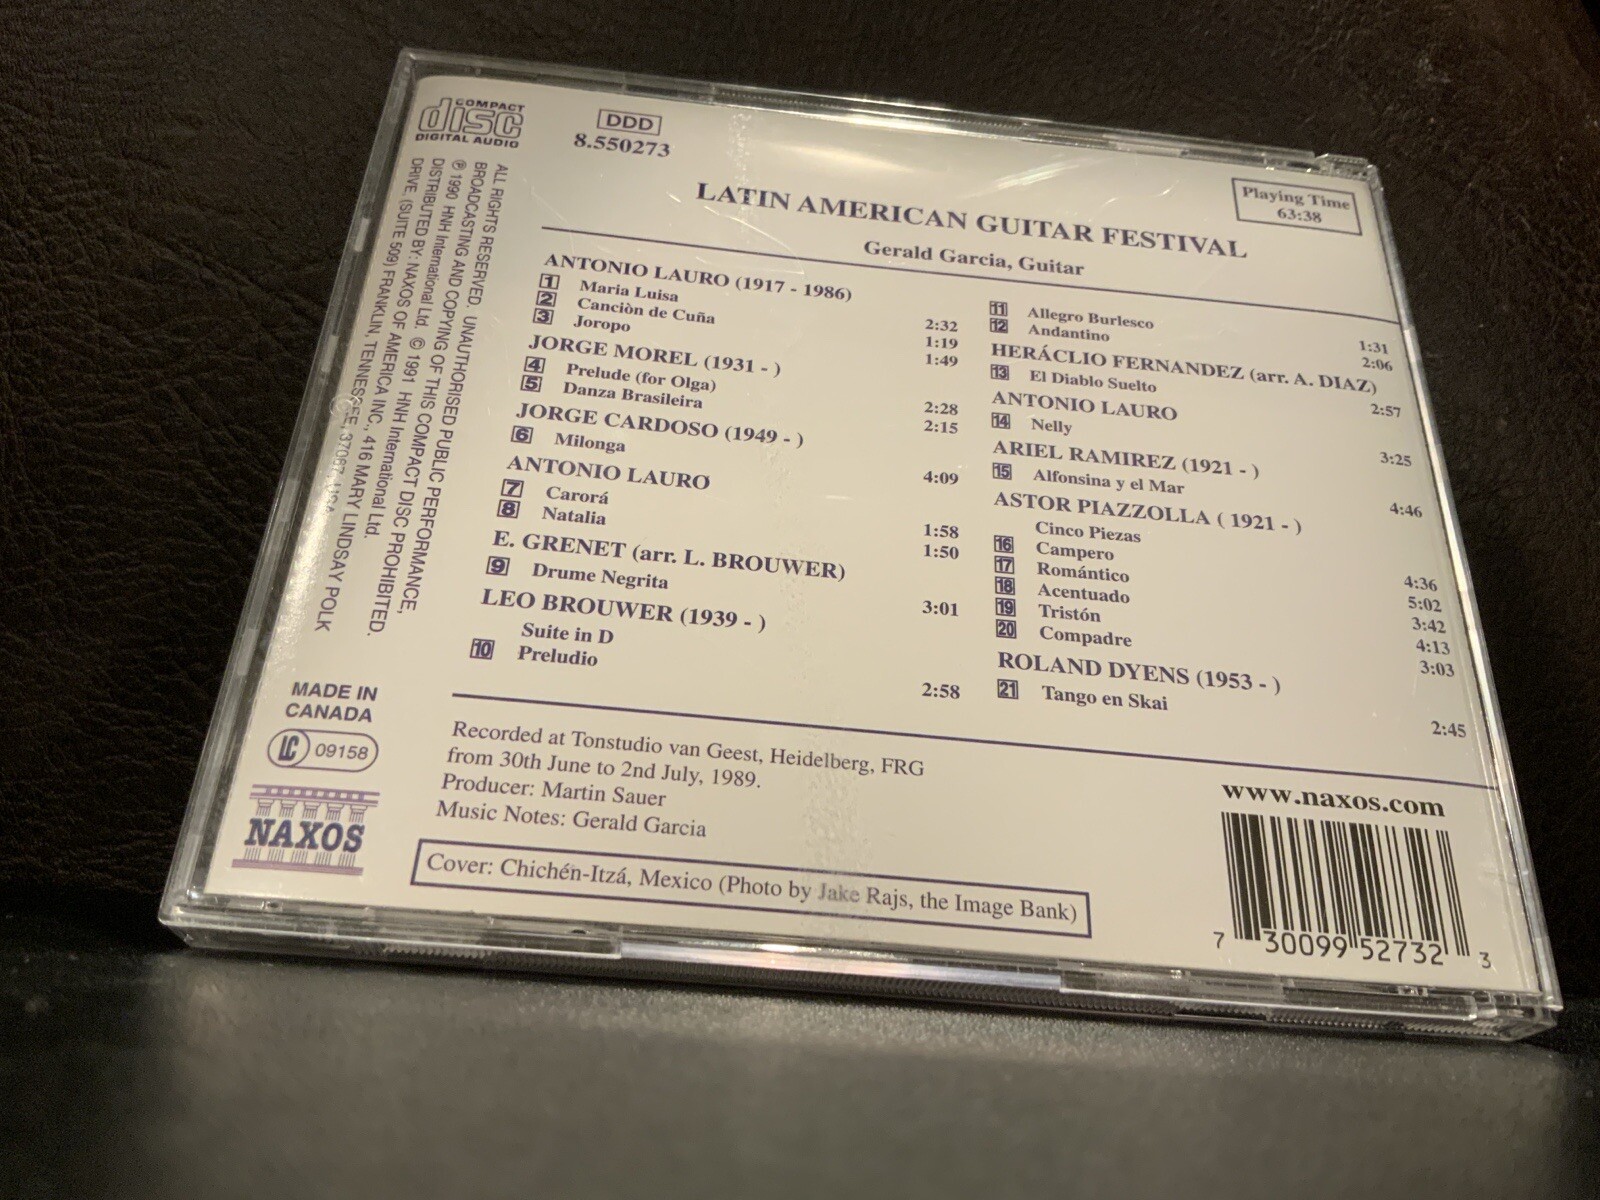 COMPACT
disc
DIGITAL AUDIO
DDD
8.550273
Playing Time
63:38
LATIN AMERICAN GUITAR FESTIVAL
Gerald Garcia, Guitar
ANTONIO LAURO (1917 - 1986)
1 Maria Luisa 2:32
2 Canciòn de Cuña 1:19
3 Joropo 1:49
JORGE MOREL (1931 - )
4 Prelude (for Olga) 2:28
5 Danza Brasileira 2:15
JORGE CARDOSO (1949 - )
6 Milonga 4:09
ANTONIO LAURO
7 Carorá 1:58
8 Natalia 1:50
E. GRENET (arr. L. BROUWER)
9 Drume Negrita 3:01
LEO BROUWER (1939 - )
Suite in D
10 Preludio 2:58
11 Allegro Burlesco 1:31
12 Andantino 2:06
HERÁCLIO FERNANDEZ (arr. A. DIAZ)
13 El Diablo Suelto 2:57
ANTONIO LAURO
14 Nelly 3:25
ARIEL RAMIREZ (1921 - )
15 Alfonsina y el Mar 4:46
ASTOR PIAZZOLLA ( 1921 - )
Cinco Piezas
16 Campero 4:36
17 Romántico 5:02
18 Acentuado 3:42
19 Tristón 4:13
20 Compadre 3:03
ROLAND DYENS (1953 - )
21 Tango en Skai 2:45
Recorded at Tonstudio van Geest, Heidelberg, FRG
from 30th June to 2nd July, 1989.
Producer: Martin Sauer
Music Notes: Gerald Garcia
Cover: Chichén-Itzá, Mexico (Photo by Jake Rajs, the Image Bank)
www.naxos.com
7 30099 52732 3
ALL RIGHTS RESERVED. UNAUTHORISED PUBLIC PERFORMANCE,
BROADCASTING AND COPYING OF THIS COMPACT DISC PROHIBITED.
℗ 1990 HNH International Ltd. © 1991 HNH International Ltd.
DISTRIBUTED BY: NAXOS OF AMERICA INC., 416 MARY LINDSAY POLK
DRIVE, (SUITE 509) FRANKLIN, TENNESSEE, 37067, USA
MADE IN
CANADA
LC 09158
NAXOS